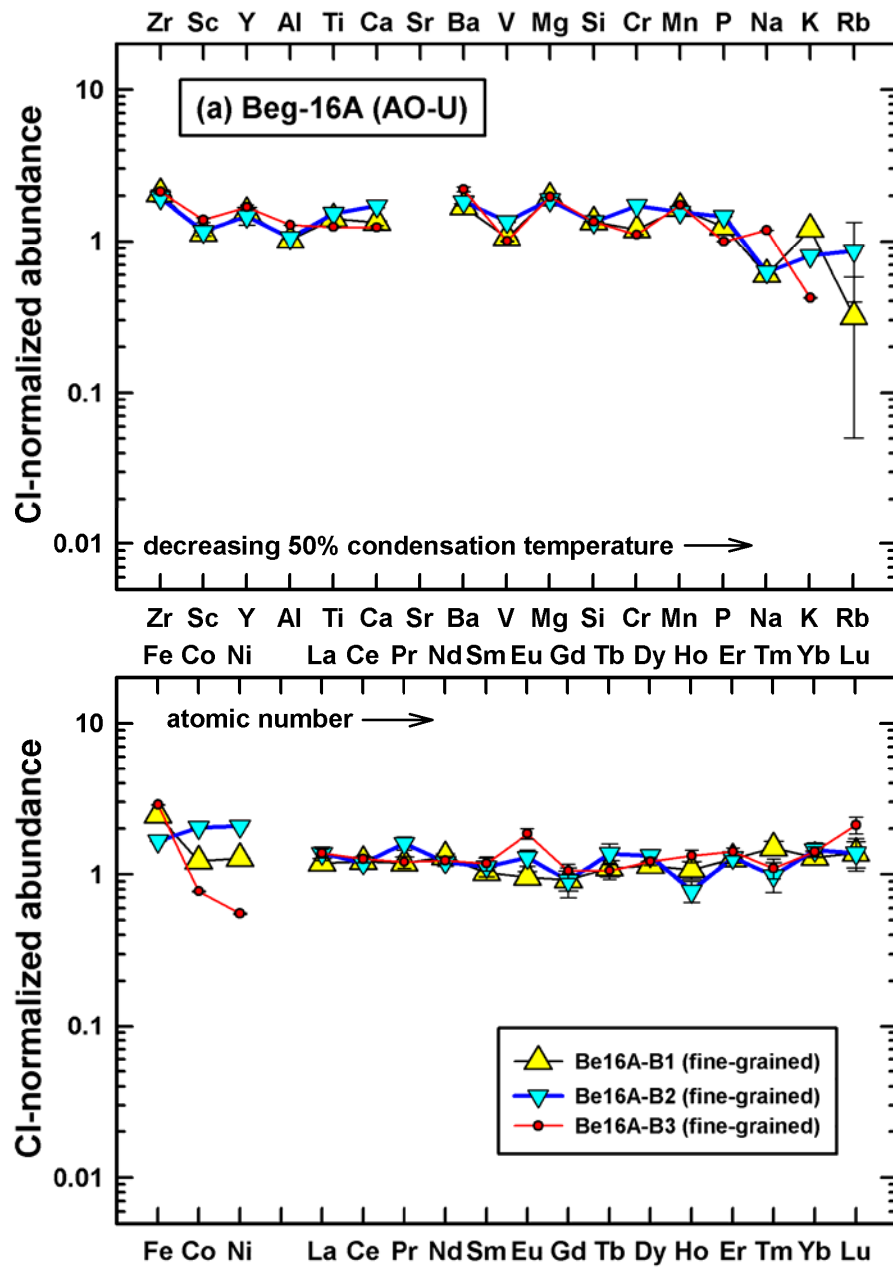 Zr Sc Y Al Ti Ca Sr Ba V Mg Si Cr Mn P Na K Rb
(a) Beg-16A (AO-U)
CI-normalized abundance
10
1
0.1
0.01
decreasing 50% condensation temperature
Zr Sc Y Al Ti Ca Sr Ba V Mg Si Cr Mn P Na K Rb
Fe Co Ni La Ce Pr Nd Sm Eu Gd Tb Dy Ho Er Tm Yb Lu
atomic number
CI-normalized abundance
10
1
0.1
0.01
Be16A-B1 (fine-grained)
Be16A-B2 (fine-grained)
Be16A-B3 (fine-grained)
Fe Co Ni La Ce Pr Nd Sm Eu Gd Tb Dy Ho Er Tm Yb Lu